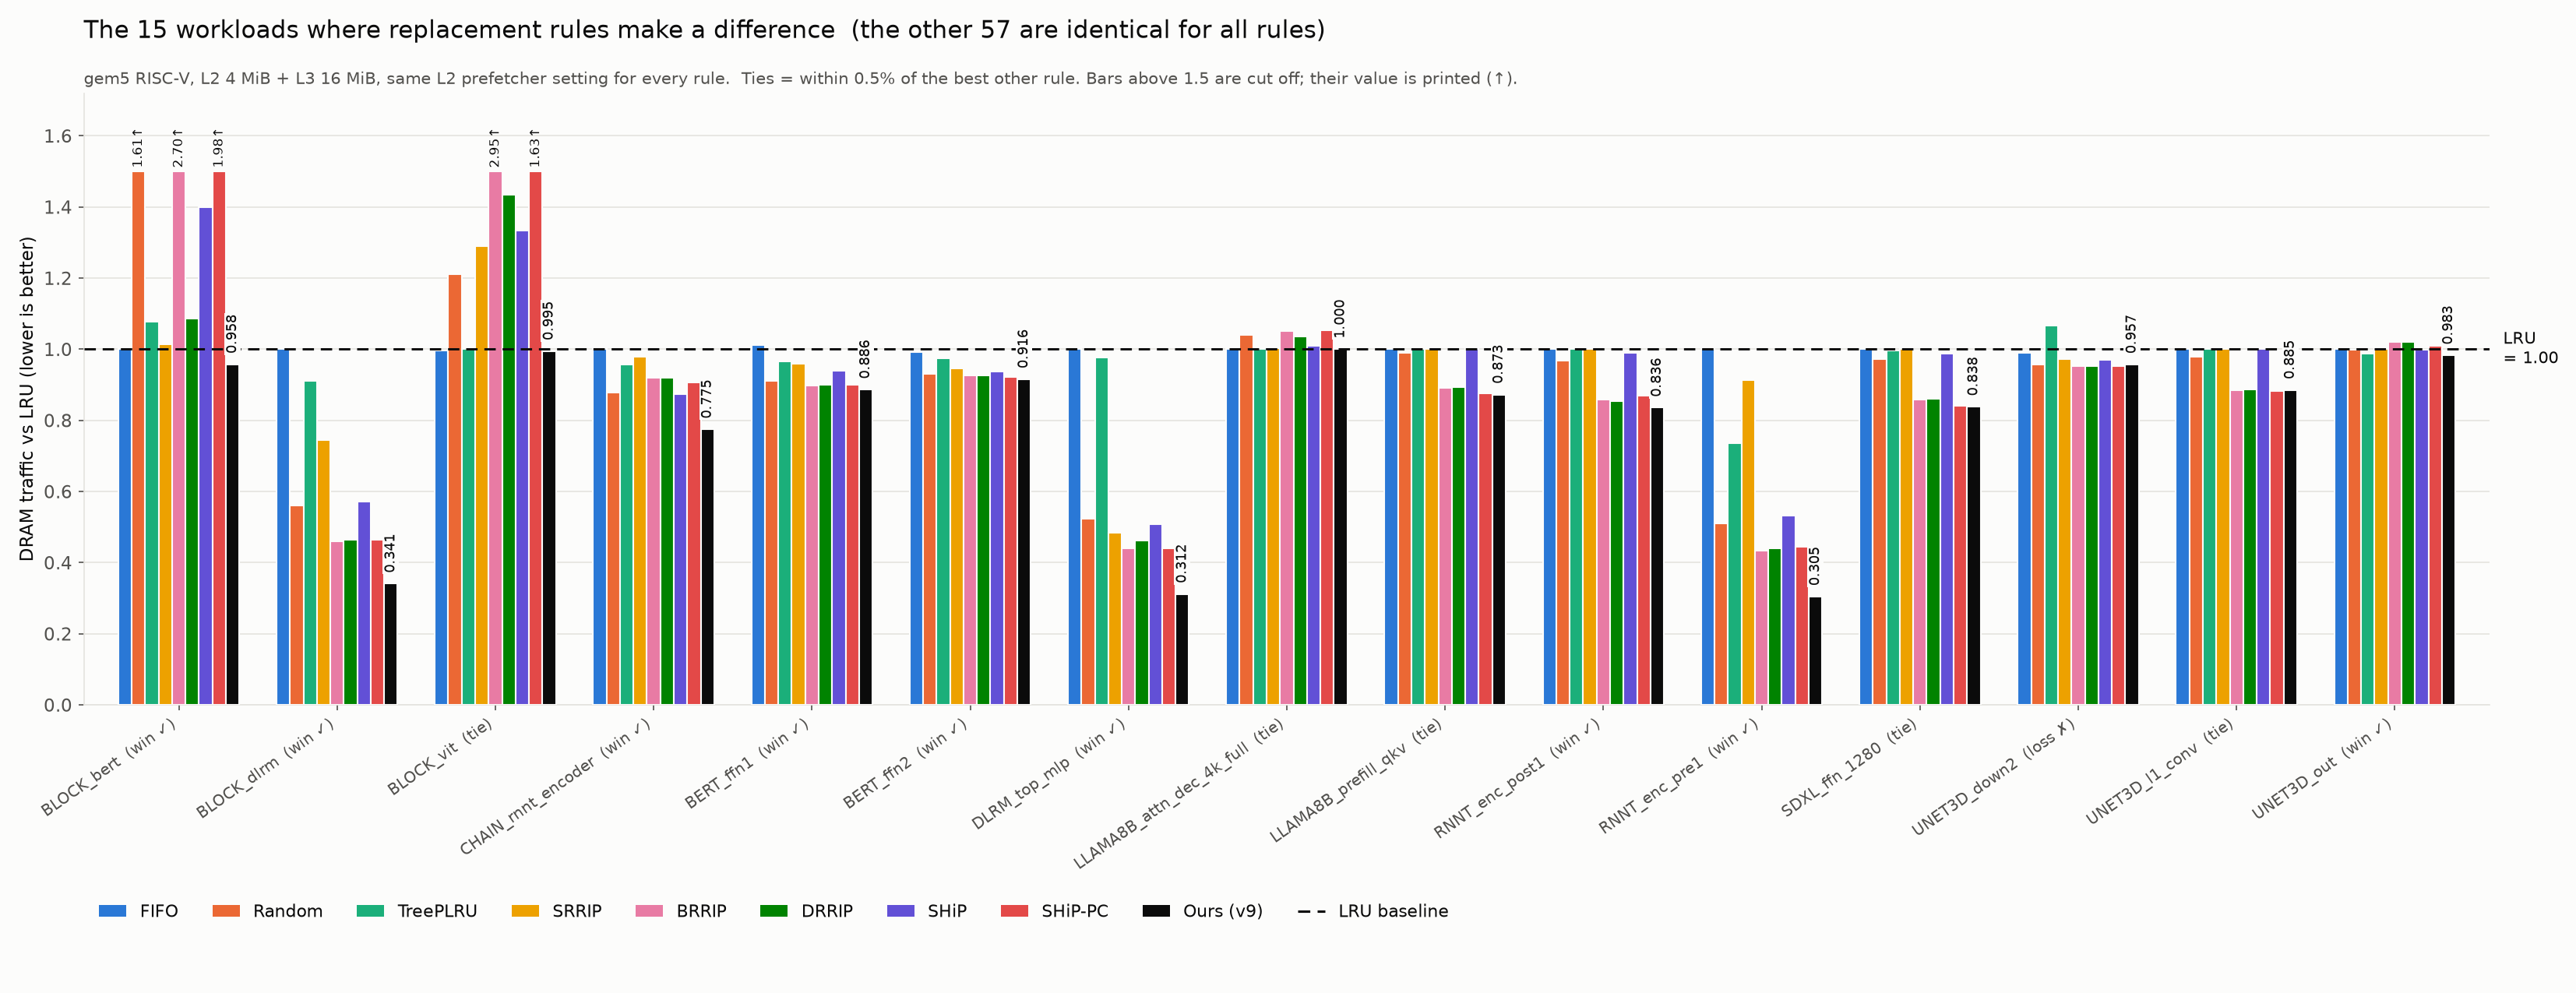 The 15 workloads where replacement rules make a difference  (the other 57 are identical for all rules)
gem5 RISC-V, L2 4 MiB + L3 16 MiB, same L2 prefetcher setting for every rule.  Ties = within 0.5% of the best other rule. Bars above 1.5 are cut off; their value is printed (↑).
DRAM traffic vs LRU (lower is better)
1.6
1.4
1.2
1.0
0.8
0.6
0.4
0.2
0.0
1.61↑
2.70↑
1.98↑
0.958
0.341
2.95↑
1.63↑
0.995
0.775
0.886
0.916
0.312
1.000
0.873
0.836
0.305
0.838
0.957
0.885
0.983
LRU
= 1.00
BLOCK_bert (win ✓)
BLOCK_dlrm (win ✓)
BLOCK_vit (tie)
CHAIN_rnnt_encoder (win ✓)
BERT_ffn1 (win ✓)
BERT_ffn2 (win ✓)
DLRM_top_mlp (win ✓)
LLAMA8B_attn_dec_4k_full (tie)
LLAMA8B_prefill_qkv (tie)
RNNT_enc_post1 (win ✓)
RNNT_enc_pre1 (win ✓)
SDXL_ffn_1280 (tie)
UNET3D_down2 (loss ✗)
UNET3D_l1_conv (tie)
UNET3D_out (win ✓)
FIFO
Random
TreePLRU
SRRIP
BRRIP
DRRIP
SHiP
SHiP-PC
Ours (v9)
LRU baseline